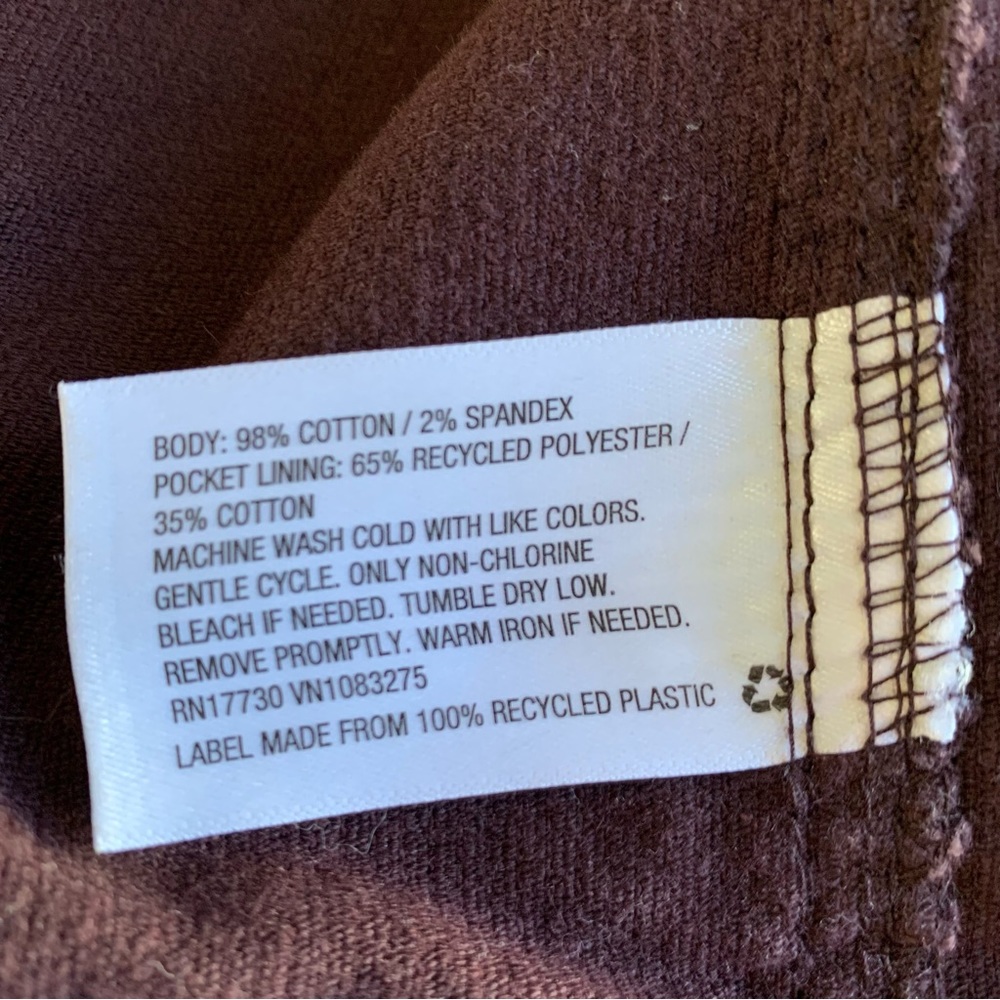 BODY: 98% COTTON / 2% SPANDEX
POCKET LINING: 65% RECYCLED POLYESTER /
35% COTTON
MACHINE WASH COLD WITH LIKE COLORS.
GENTLE CYCLE. ONLY NON-CHLORINE
BLEACH IF NEEDED. TUMBLE DRY LOW.
REMOVE PROMPTLY. WARM IRON IF NEEDED.
RN17730 VN1083275
LABEL MADE FROM 100% RECYCLED PLASTIC